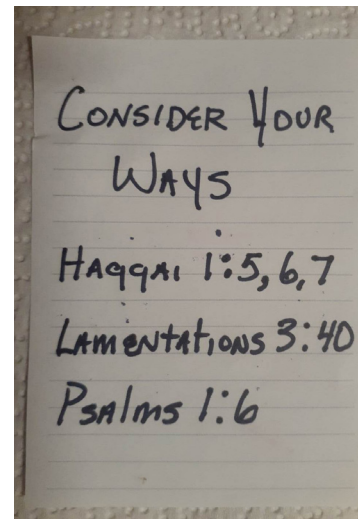 CONSIDER YOUR
WAYS
HAGGAI 1:5,6,7
LAMENTATIONS 3:40
PSALMS 1:6